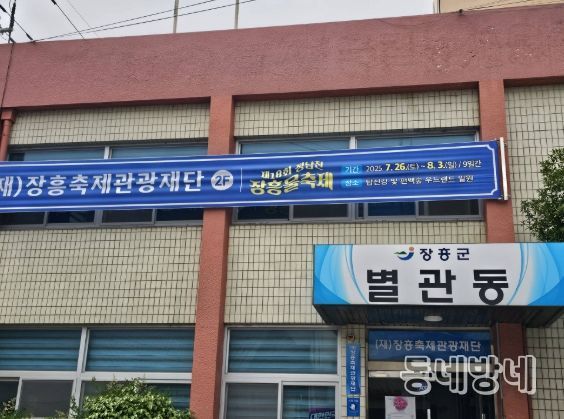 재)장흥축제관광재단 2F
제18회 정남진
장흥물축제
기간 2025 7.26.(토) ~ 8.3.(일) / 9일간
장소 탐진강 및 편백숲 우드랜드 일원
장흥군
별관동
(재)장흥축제관광재단
동네방네